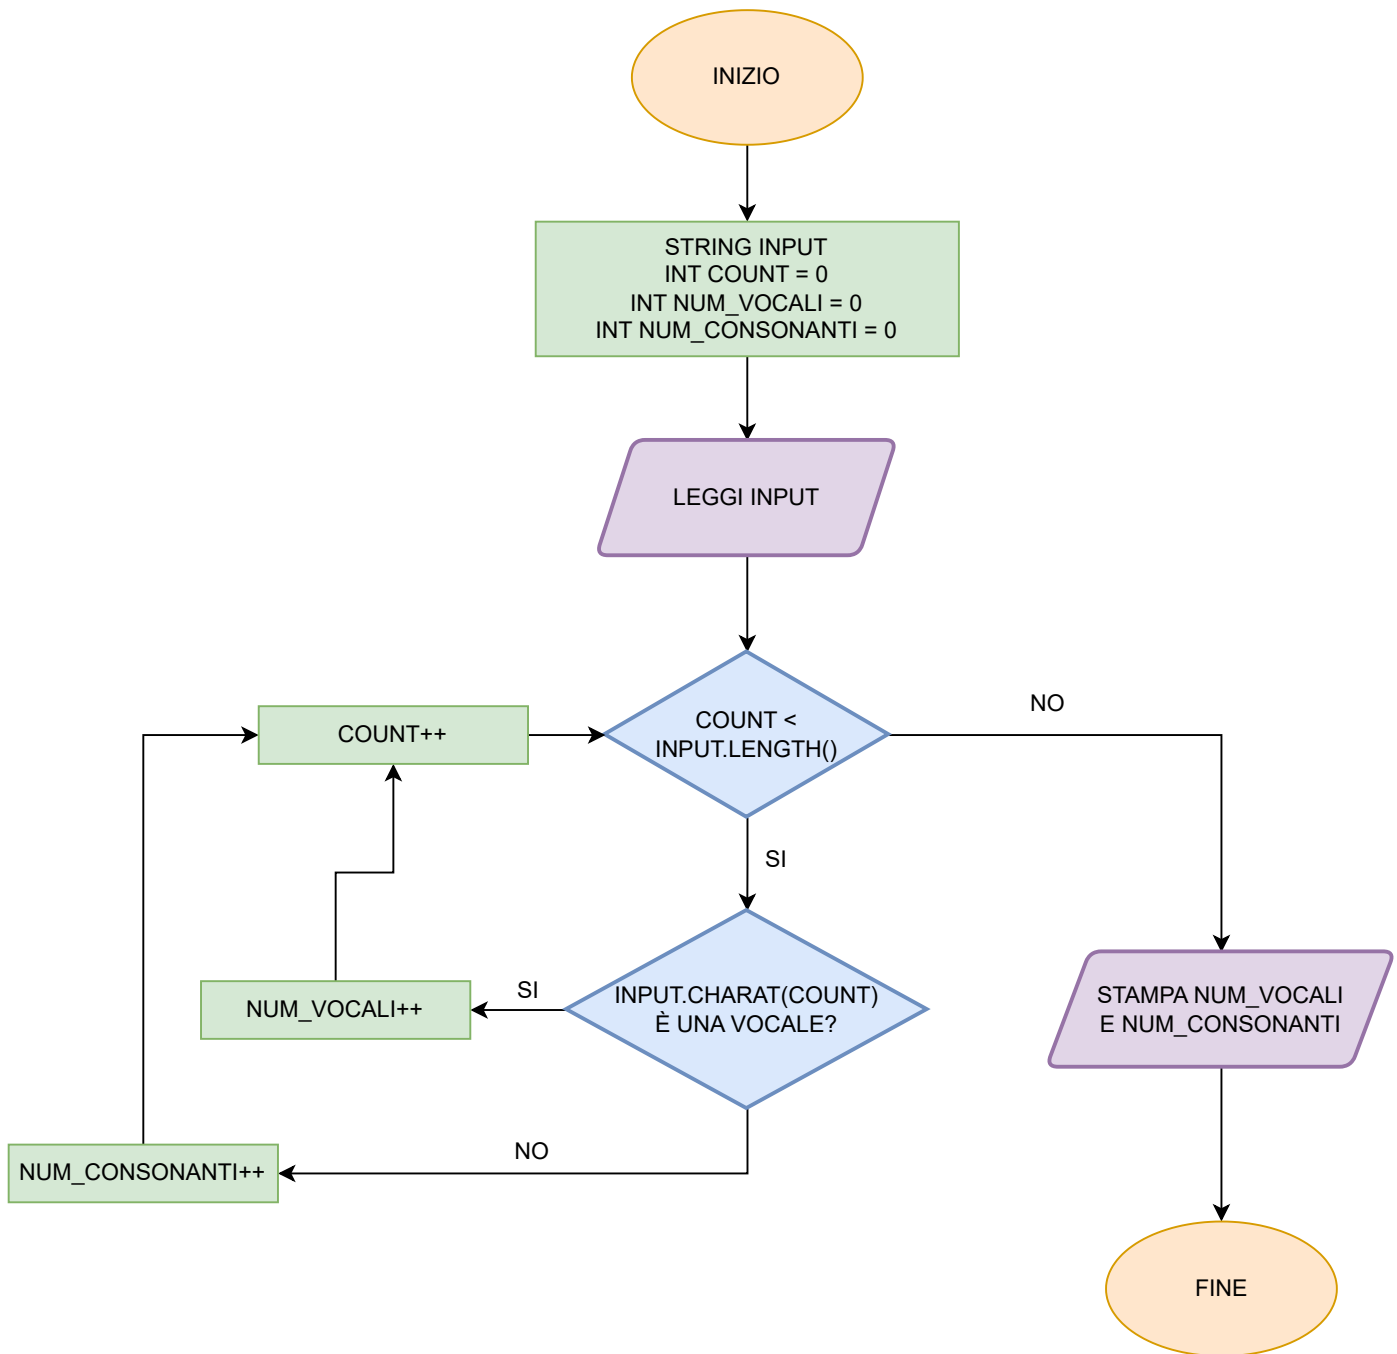 INIZIO
STRING INPUT
INT COUNT = 0
INT NUM_VOCALI = 0
INT NUM_CONSONANTI = 0
LEGGI INPUT
COUNT <
INPUT.LENGTH()
NO
COUNT++
SI
INPUT.CHARAT(COUNT)
È UNA VOCALE?
SI
NUM_VOCALI++
NO
NUM_CONSONANTI++
STAMPA NUM_VOCALI
E NUM_CONSONANTI
FINE